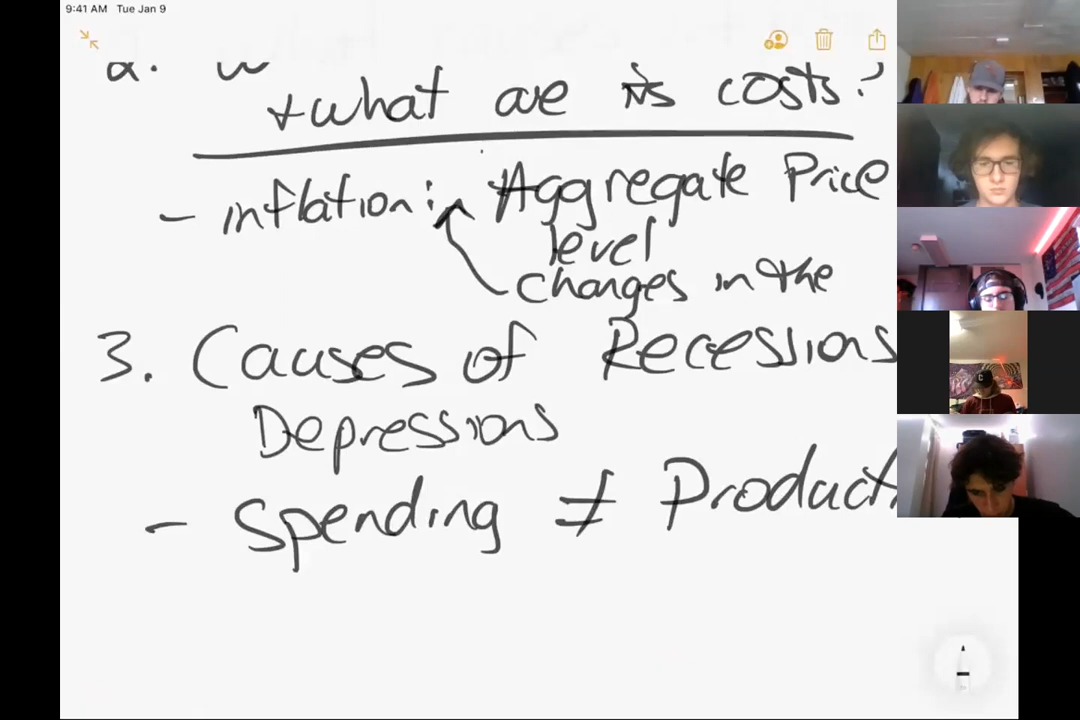 9:41 AM Tue Jan 9
+ what are its costs?
- inflation: Aggregate Price
level
changes in the
3. Causes of Recessions
Depressions
- Spending ≠ Product